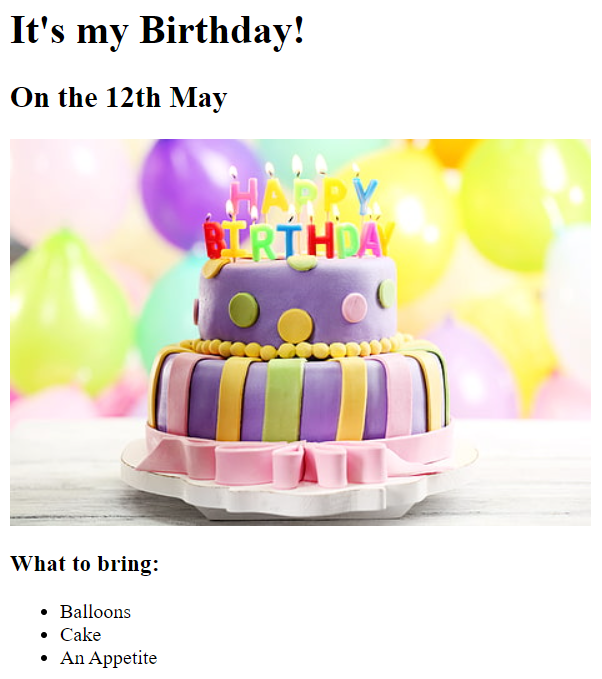 It's my Birthday!
On the 12th May
HAPPY
BIRTHDAY
What to bring:
Balloons
Cake
An Appetite